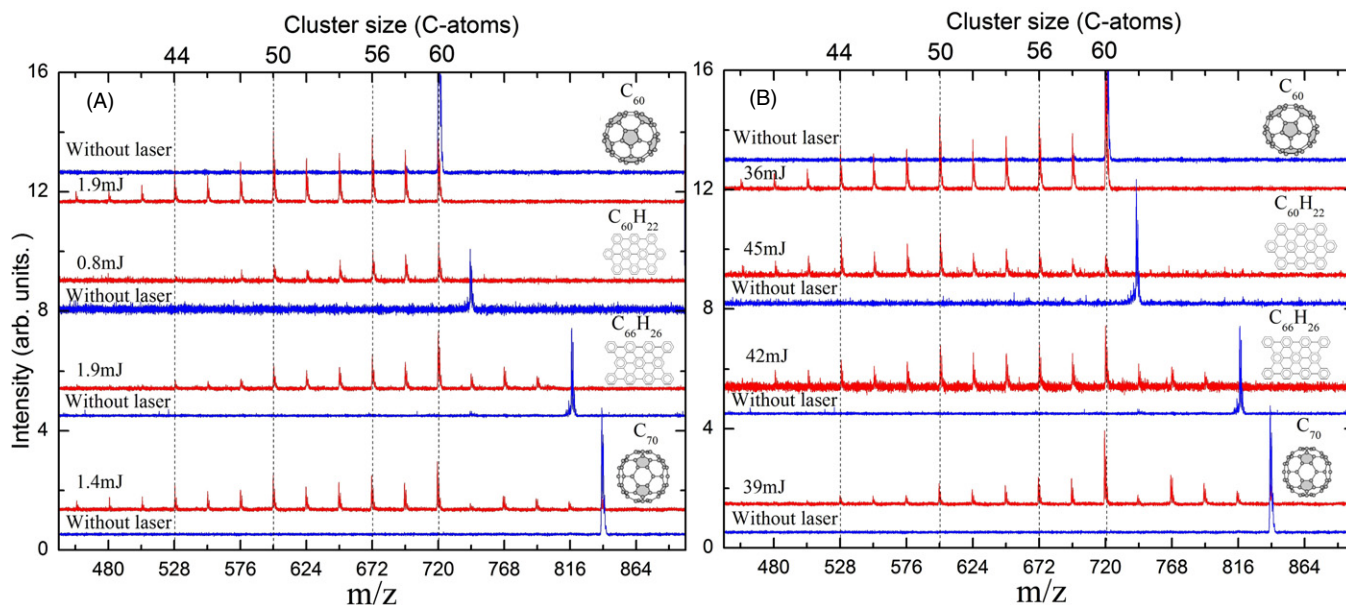 Cluster size (C-atoms)
44 50 56 60
16
(A)
C60
Without laser
12
1.9mJ
C60H22
0.8mJ
Without laser
8
C66H26
1.9mJ
Without laser
4
C70
1.4mJ
Without laser
0
480 528 576 624 672 720 768 816 864
m/z
Intensity (arb. units.)
Cluster size (C-atoms)
44 50 56 60
16
(B)
C60
Without laser
36mJ
12
C60H22
45mJ
Without laser
8
C66H26
42mJ
Without laser
4
C70
39mJ
Without laser
0
480 528 576 624 672 720 768 816 864
m/z